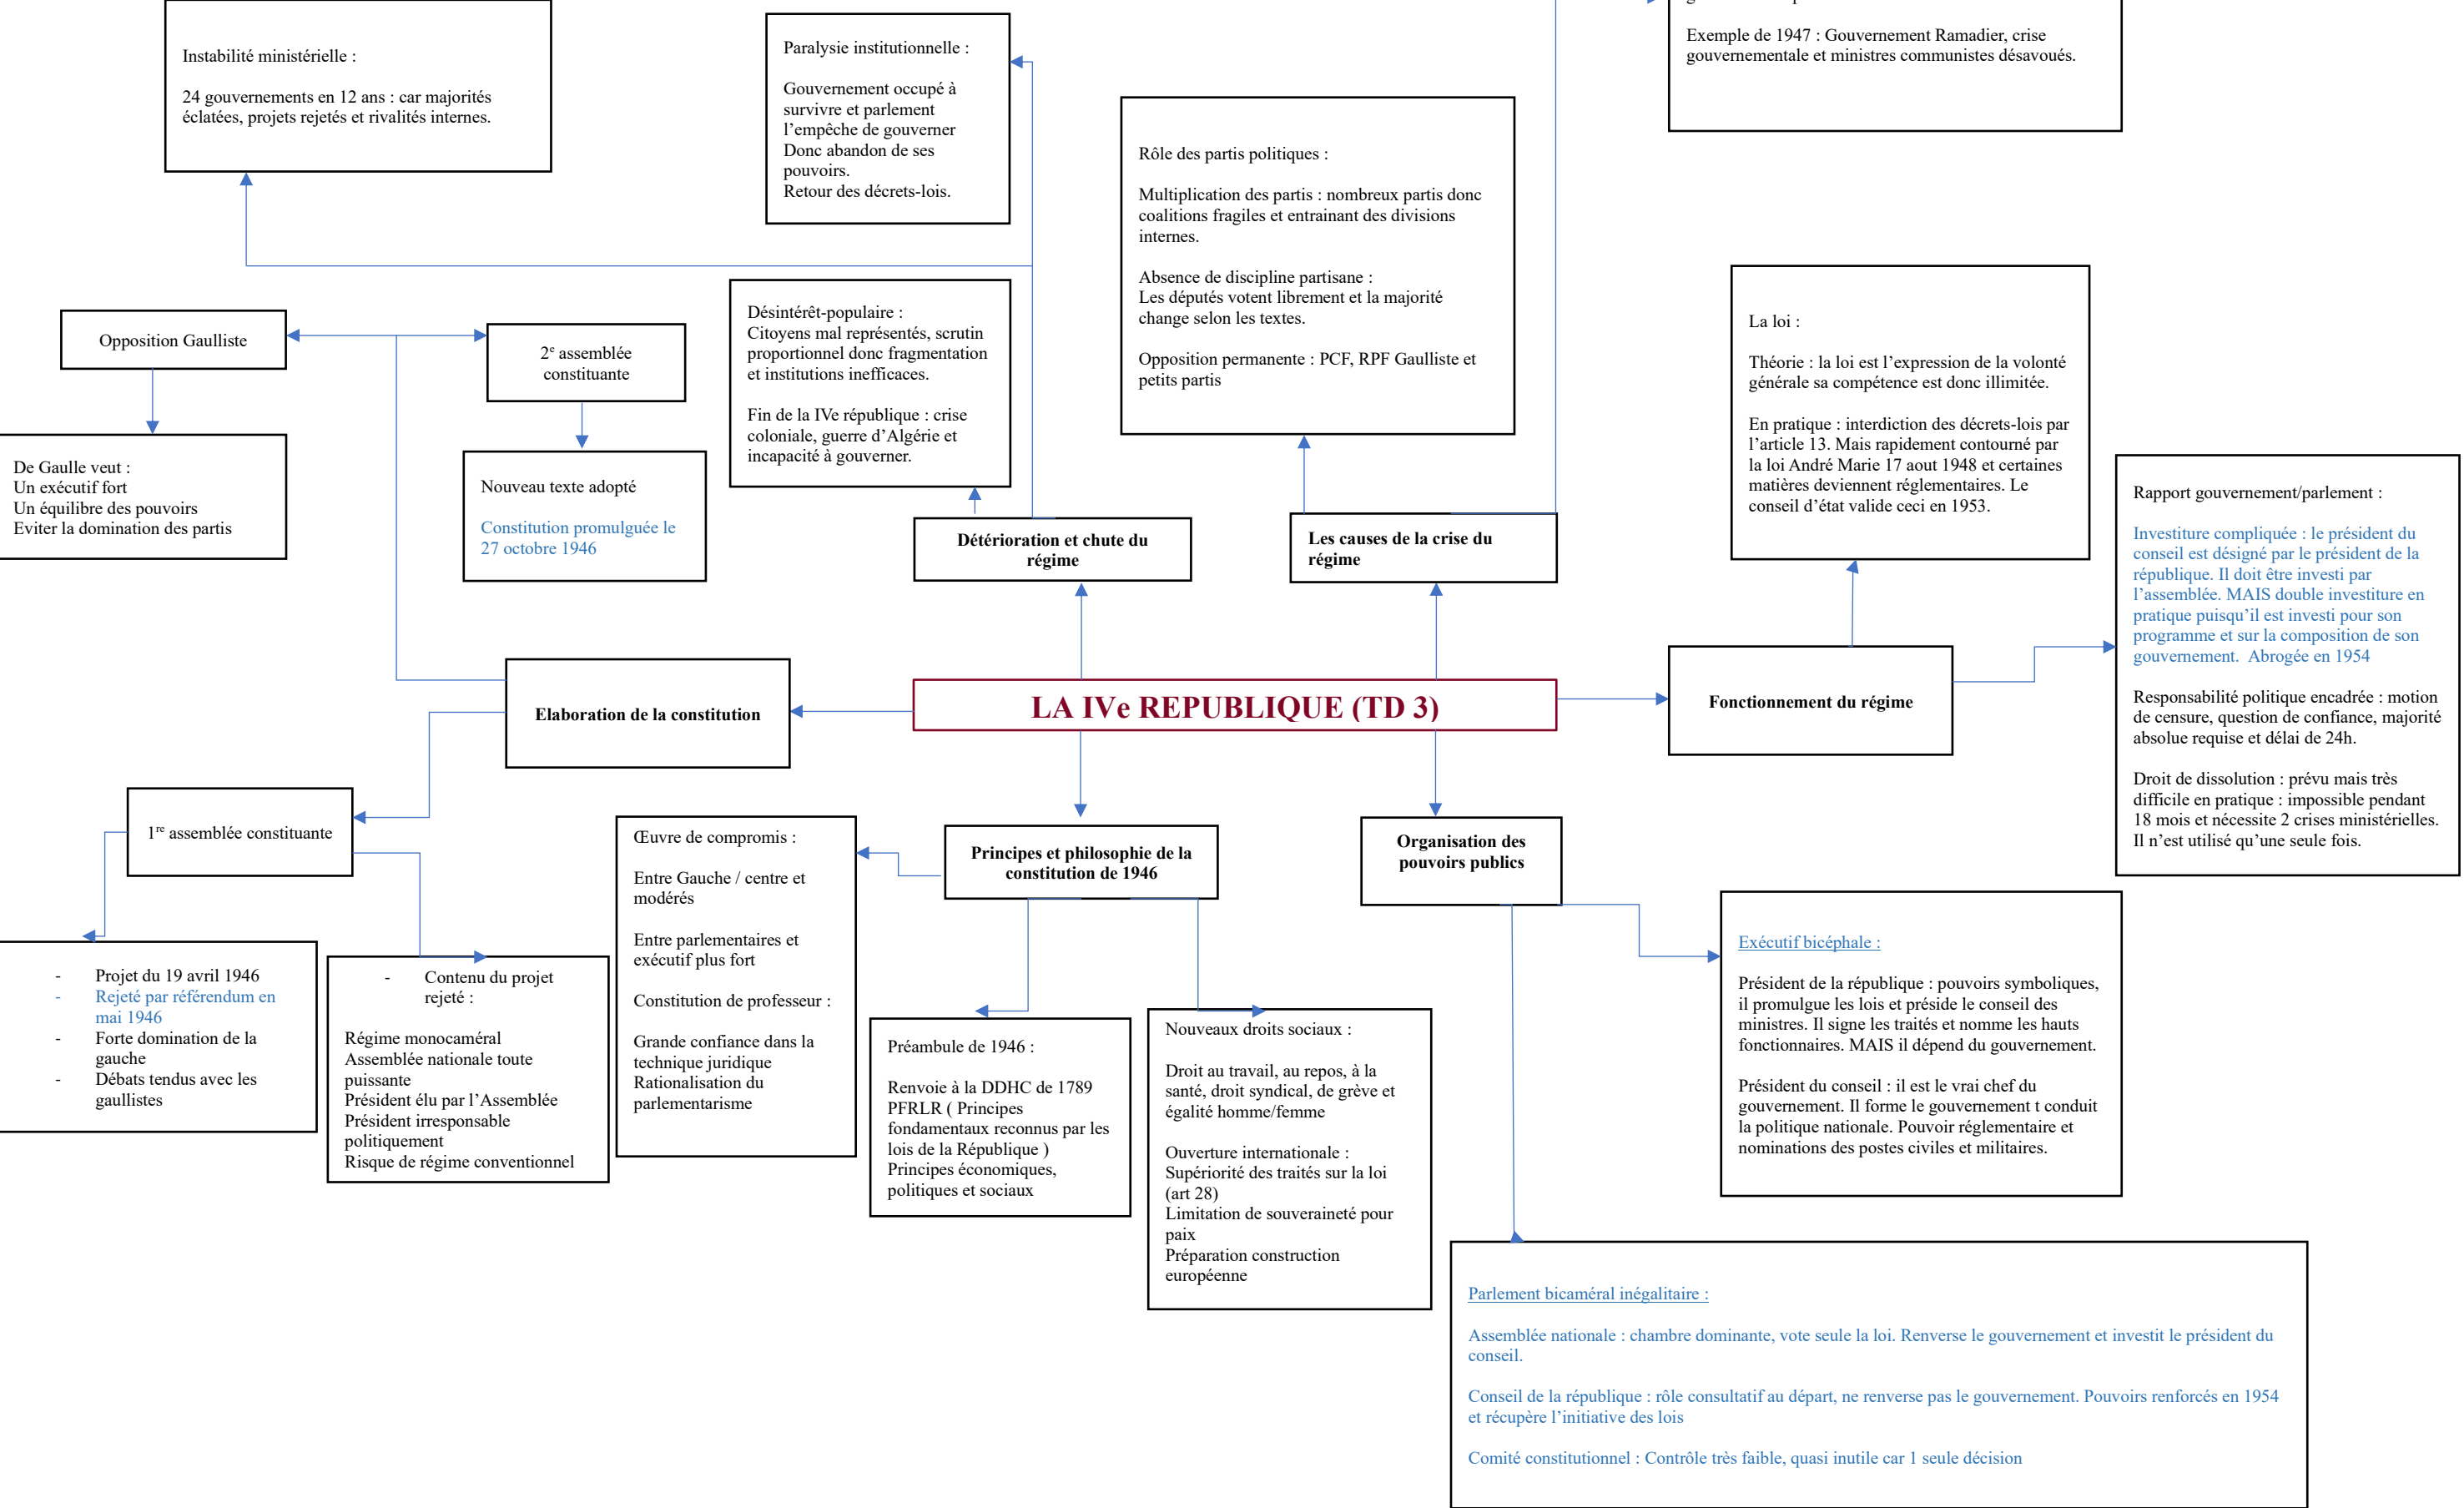 Instabilité ministérielle :
24 gouvernements en 12 ans : car majorités
éclatées, projets rejetés et rivalités internes.
Paralysie institutionnelle :
Gouvernement occupé à
survivre et parlement
l’empêche de gouverner
Donc abandon de ses
pouvoirs.
Retour des décrets-lois.
Rôle des partis politiques :
Multiplication des partis : nombreux partis donc
coalitions fragiles et entrainant des divisions
internes.
Absence de discipline partisane :
Les députés votent librement et la majorité
change selon les textes.
Opposition permanente : PCF, RPF Gaulliste et
petits partis
Exemple de 1947 : Gouvernement Ramadier, crise
gouvernementale et ministres communistes désavoués.
Opposition Gaulliste
2e assemblée
constituante
Désintérêt-populaire :
Citoyens mal représentés, scrutin
proportionnel donc fragmentation
et institutions inefficaces.
Fin de la IVe république : crise
coloniale, guerre d’Algérie et
incapacité à gouverner.
La loi :
Théorie : la loi est l’expression de la volonté
générale sa compétence est donc illimitée.
En pratique : interdiction des décrets-lois par
l’article 13. Mais rapidement contourné par
la loi André Marie 17 aout 1948 et certaines
matières deviennent réglementaires. Le
conseil d’état valide ceci en 1953.
De Gaulle veut :
Un exécutif fort
Un équilibre des pouvoirs
Eviter la domination des partis
Nouveau texte adopté
Constitution promulguée le
27 octobre 1946
Détérioration et chute du
régime
Les causes de la crise du
régime
Rapport gouvernement/parlement :
Investiture compliquée : le président du
conseil est désigné par le président de la
république. Il doit être investi par
l’assemblée. MAIS double investiture en
pratique puisqu’il est investi pour son
programme et sur la composition de son
gouvernement.  Abrogée en 1954
Responsabilité politique encadrée : motion
de censure, question de confiance, majorité
absolue requise et délai de 24h.
Droit de dissolution : prévu mais très
difficile en pratique : impossible pendant
18 mois et nécessite 2 crises ministérielles.
Il n’est utilisé qu’une seule fois.
Elaboration de la constitution
LA IVe REPUBLIQUE (TD 3)
Fonctionnement du régime
1re assemblée constituante
Œuvre de compromis :
Entre Gauche / centre et
modérés
Entre parlementaires et
exécutif plus fort
Constitution de professeur :
Grande confiance dans la
technique juridique
Rationalisation du
parlementarisme
Principes et philosophie de la
constitution de 1946
Organisation des
pouvoirs publics
- Projet du 19 avril 1946
- Rejeté par référendum en
mai 1946
- Forte domination de la
gauche
- Débats tendus avec les
gaullistes
- Contenu du projet
rejeté :
Régime monocaméral
Assemblée nationale toute
puissante
Président élu par l’Assemblée
Président irresponsable
politiquement
Risque de régime conventionnel
Préambule de 1946 :
Renvoie à la DDHC de 1789
PFRLR ( Principes
fondamentaux reconnus par les
lois de la République )
Principes économiques,
politiques et sociaux
Nouveaux droits sociaux :
Droit au travail, au repos, à la
santé, droit syndical, de grève et
égalité homme/femme
Ouverture internationale :
Supériorité des traités sur la loi
(art 28)
Limitation de souveraineté pour
paix
Préparation construction
européenne
Exécutif bicéphale :
Président de la république : pouvoirs symboliques,
il promulgue les lois et préside le conseil des
ministres. Il signe les traités et nomme les hauts
fonctionnaires. MAIS il dépend du gouvernement.
Président du conseil : il est le vrai chef du
gouvernement. Il forme le gouvernement t conduit
la politique nationale. Pouvoir réglementaire et
nominations des postes civiles et militaires.
Parlement bicaméral inégalitaire :
Assemblée nationale : chambre dominante, vote seule la loi. Renverse le gouvernement et investit le président du
conseil.
Conseil de la république : rôle consultatif au départ, ne renverse pas le gouvernement. Pouvoirs renforcés en 1954
et récupère l’initiative des lois
Comité constitutionnel : Contrôle très faible, quasi inutile car 1 seule décision